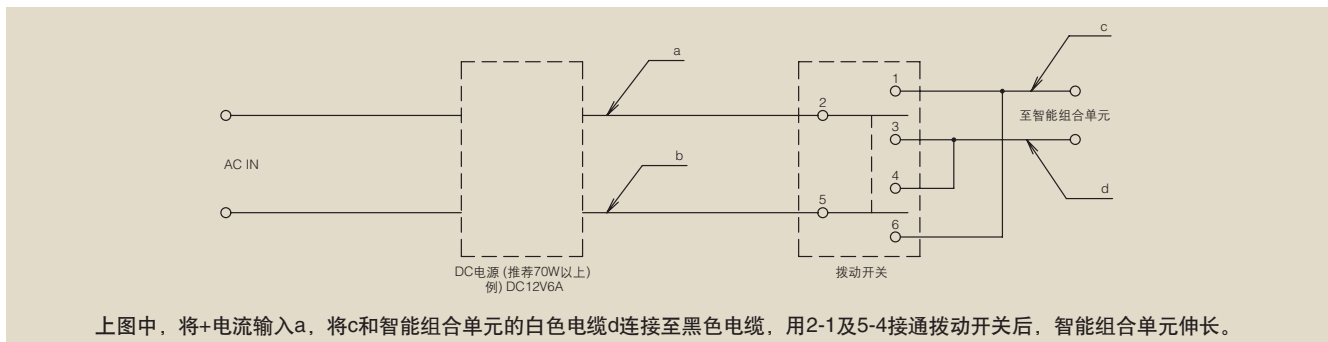 c
a
1
2
至智能组合单元
3
AC IN
b
4
d
5
6
DC电源 (推荐70W以上)
例) DC12V6A
拨动开关
上图中，将+电流输入a，将c和智能组合单元的白色电缆d连接至黑色电缆，用2-1及5-4接通拨动开关后，智能组合单元伸长。